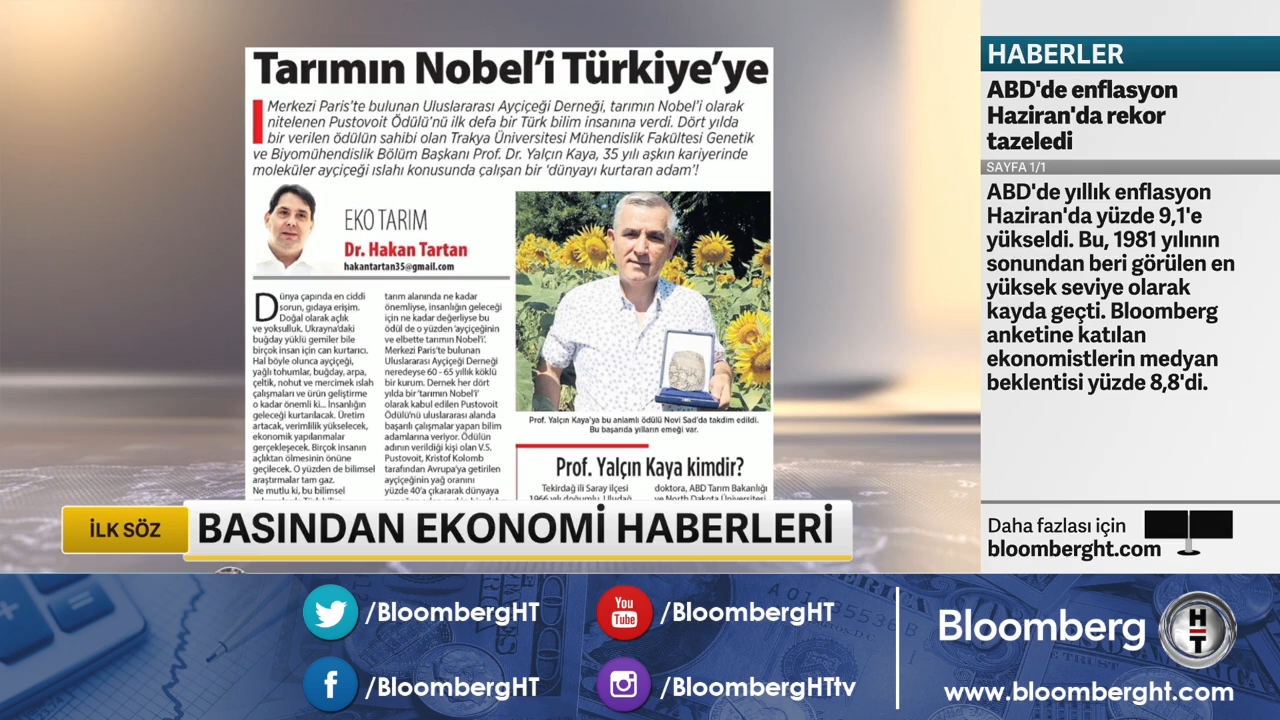 Tarımın Nobel'i Türkiye'ye
Merkezi Paris'te bulunan Uluslararası Ayçiçeği Derneği, tarımın Nobel'i olarak
nitelenen Pustovoit Ödülü'nü ilk defa bir Türk bilim insanına verdi. Dört yılda
bir verilen ödülün sahibi olan Trakya Üniversitesi Mühendislik Fakültesi Genetik
ve Biyomühendislik Bölüm Başkanı Prof. Dr. Yalçın Kaya, 35 yılı aşkın kariyerinde
moleküler ayçiçeği ıslahı konusunda çalışan bir 'dünyayı kurtaran adam'!
EKO TARIM
Dr. Hakan Tartan
hakantartan35@gmail.com
Dünya çapında en ciddi
sorun, gıdaya erişim.
Doğal olarak açlık
ve yoksulluk. Ukrayna'daki
buğday yüklü gemiler bile
birçok insan için can kurtarıcı.
Hal böyle olunca ayçiçeği,
yağlı tohumlar, buğday, arpa,
çeltik, nohut ve mercimek ıslah
çalışmaları ve ürün geliştirme
o kadar önemli ki... İnsanlığın
geleceği kurtarılacak. Üretim
artacak, verimlilik yükselecek,
ekonomik yapılanmalar
gerçekleşecek. Birçok insanın
açlıktan ölmesinin önüne
geçilecek. O yüzden de bilimsel
araştırmalar tam gaz.
Ne mutlu ki, bu bilimsel
tarım alanında ne kadar
önemliyse, insanlığın geleceği
için ne kadar değerliyse bu
ödül de o yüzden 'ayçiçeğinin
ve elbette tarımın Nobel'i'.
Merkezi Paris'te bulunan
Uluslararası Ayçiçeği Derneği
neredeyse 60 - 65 yıllık köklü
bir kurum. Dernek her dört
yılda bir 'tarımın Nobel'i'
olarak kabul edilen Pustovoit
Ödülü'nü uluslararası alanda
başarılı çalışmalar yapan bilim
adamlarına veriyor. Ödülün
adının verildiği kişi olan V.S.
Pustovoit, Kristof Kolomb
tarafından Avrupa'ya getirilen
ayçiçeğinin yağ oranını
yüzde 40'a çıkararak dünyaya
Prof. Yalçın Kaya'ya bu anlamlı ödülü Novi Sad'da takdim edildi.
Bu başarıda yılların emeği var.
Prof. Yalçın Kaya kimdir?
Tekirdağ ili Saray ilçesi
1966 yılı doğumlu. Uludağ
doktora, ABD Tarım Bakanlığı
ve North Dakota Üniversitesi
İLK SÖZ
BASINDAN EKONOMİ HABERLERİ
HABERLER
ABD'de enflasyon
Haziran'da rekor
tazeledi
SAYFA 1/1
ABD'de yıllık enflasyon
Haziran'da yüzde 9,1'e
yükseldi. Bu, 1981 yılının
sonundan beri görülen en
yüksek seviye olarak
kayda geçti. Bloomberg
anketine katılan
ekonomistlerin medyan
beklentisi yüzde 8,8'di.
Daha fazlası için
bloomberght.com
/BloombergHT
You Tube /BloombergHT
/BloombergHT
/BloombergHTtv
Bloomberg HT
www.bloomberght.com